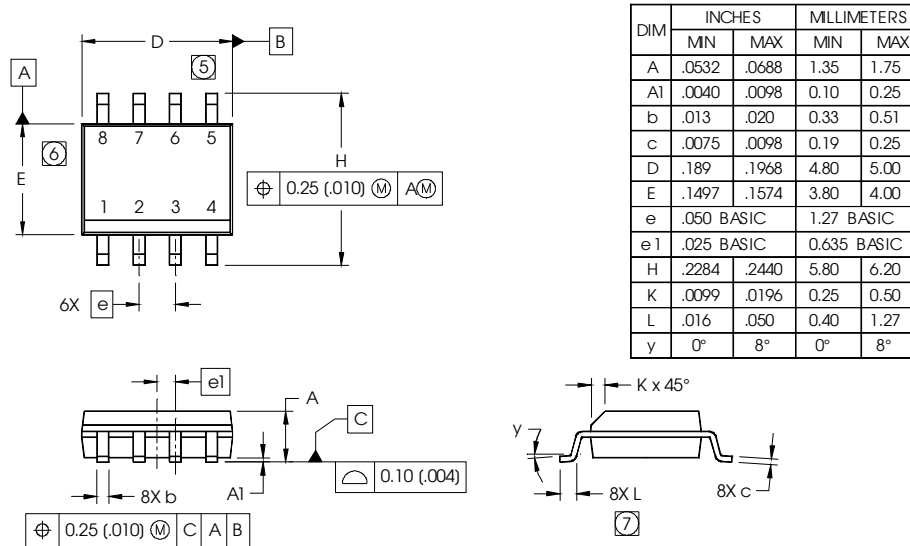 D
B
5
A
8 7 6 5
6
E
H
⌖ 0.25 (.010) Ⓜ AⓂ
1 2 3 4
6X e
DIM INCHES MILLIMETERS
MIN MAX MIN MAX
A .0532 .0688 1.35 1.75
A1 .0040 .0098 0.10 0.25
b .013 .020 0.33 0.51
c .0075 .0098 0.19 0.25
D .189 .1968 4.80 5.00
E .1497 .1574 3.80 4.00
e .050 BASIC 1.27 BASIC
e1 .025 BASIC 0.635 BASIC
H .2284 .2440 5.80 6.20
K .0099 .0196 0.25 0.50
L .016 .050 0.40 1.27
y 0° 8° 0° 8°
e1
A
C
⌓ 0.10 (.004)
8X b
A1
⌖ 0.25 (.010) Ⓜ C A B
K x 45°
y
8X L
8X c
7